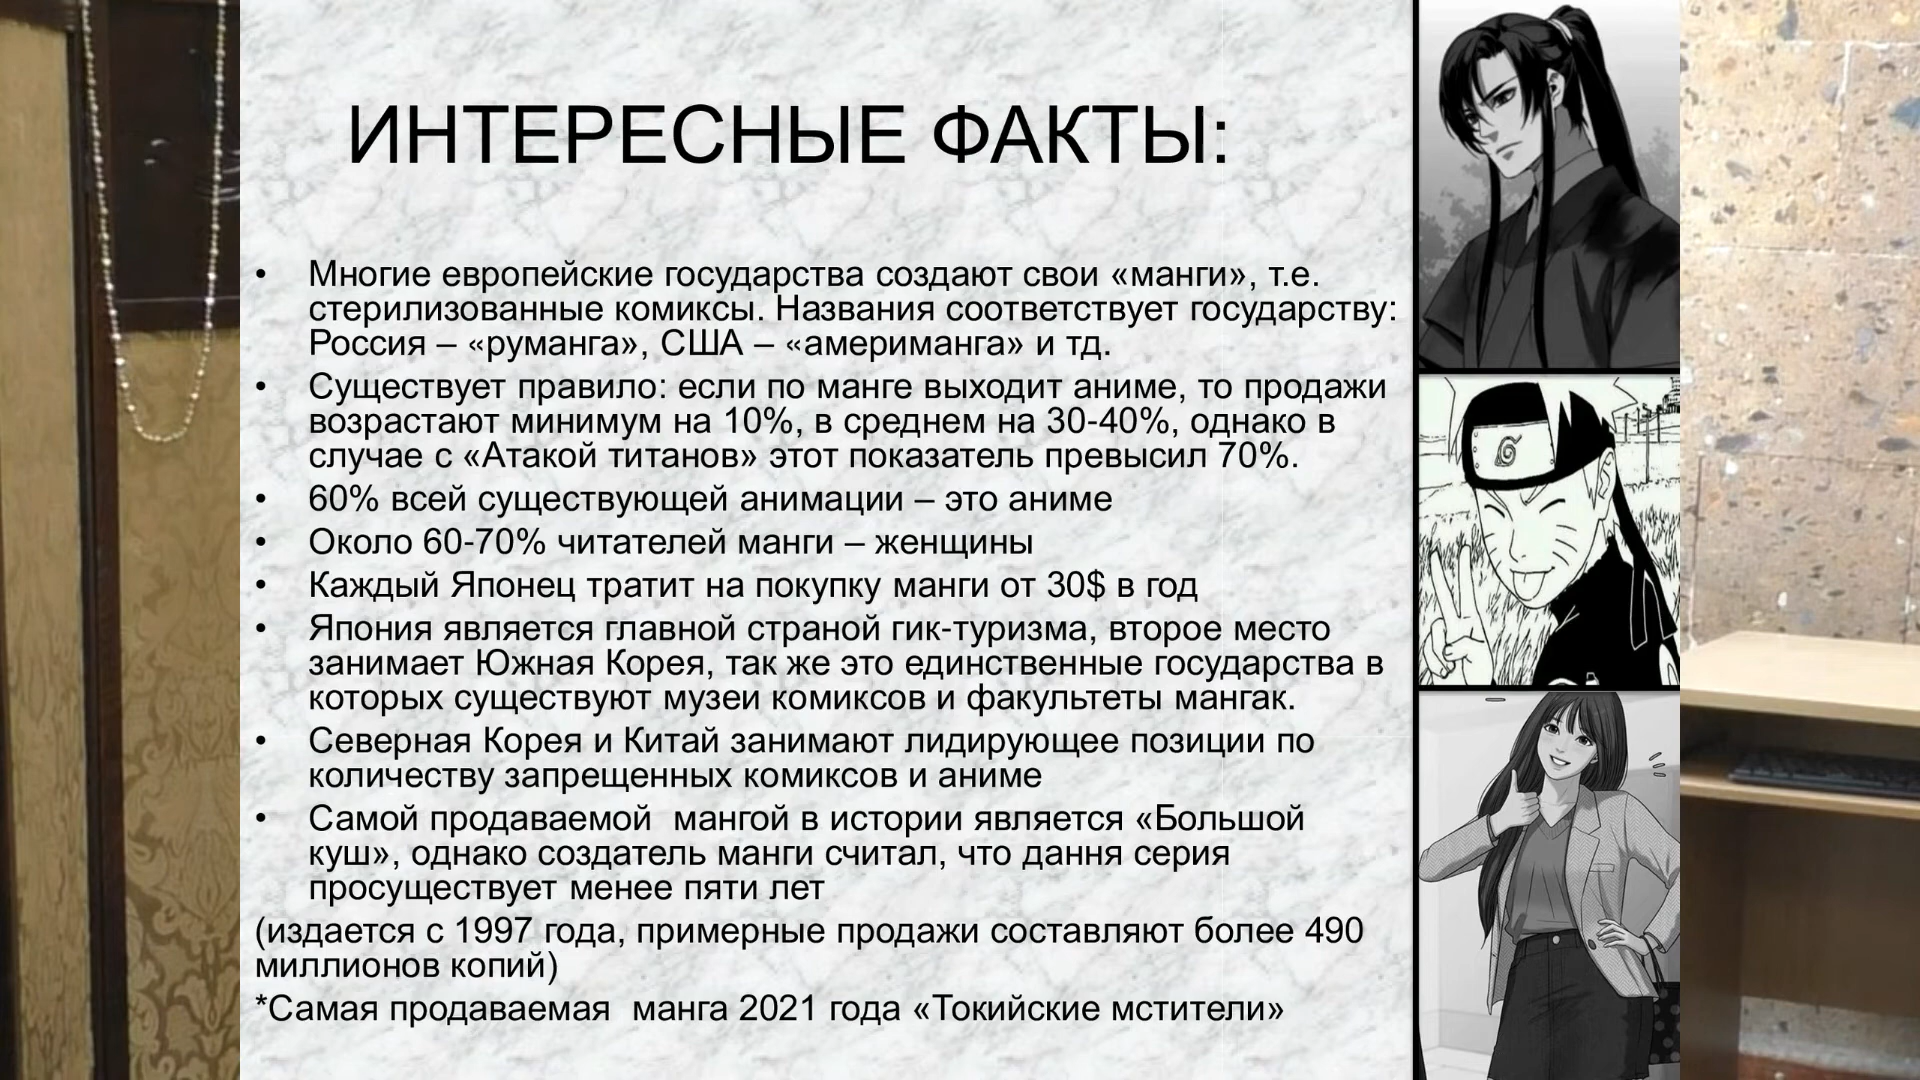 ИНТЕРЕСНЫЕ ФАКТЫ:
• Многие европейские государства создают свои «манги», т.е.
стерилизованные комиксы. Названия соответствует государству:
Россия – «руманга», США – «америманга» и тд.
• Существует правило: если по манге выходит аниме, то продажи
возрастают минимум на 10%, в среднем на 30-40%, однако в
случае с «Атакой титанов» этот показатель превысил 70%.
• 60% всей существующей анимации – это аниме
• Около 60-70% читателей манги – женщины
• Каждый Японец тратит на покупку манги от 30$ в год
• Япония является главной страной гик-туризма, второе место
занимает Южная Корея, так же это единственные государства в
которых существуют музеи комиксов и факультеты мангак.
• Северная Корея и Китай занимают лидирующее позиции по
количеству запрещенных комиксов и аниме
• Самой продаваемой  мангой в истории является «Большой
куш», однако создатель манги считал, что дання серия
просуществует менее пяти лет
(издается с 1997 года, примерные продажи составляют более 490
миллионов копий)
*Самая продаваемая  манга 2021 года «Токийские мстители»